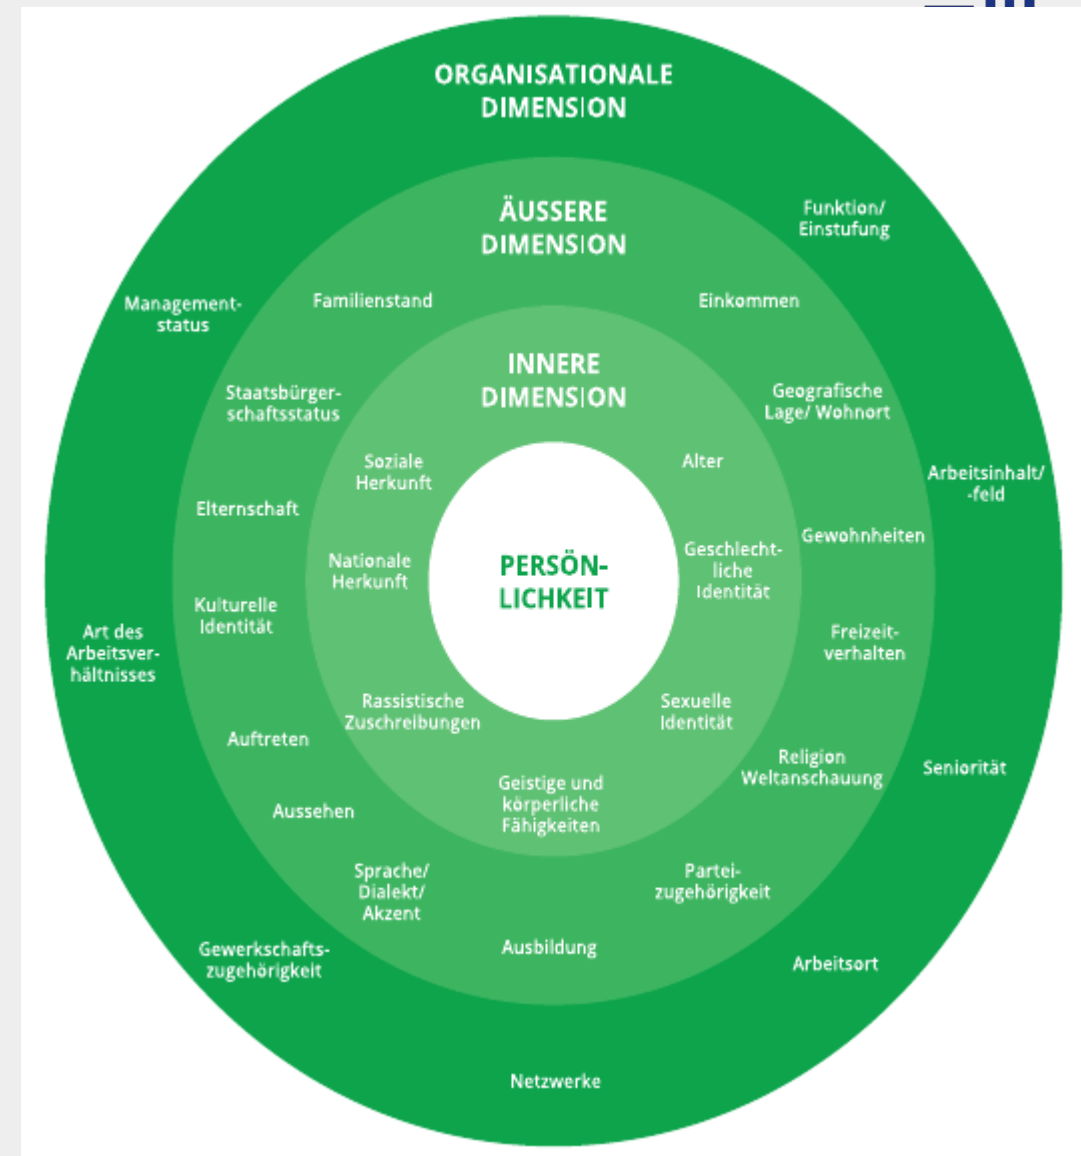 ORGANISATIONALE
DIMENSION
Funktion/
Einstufung
Management-
status
Arbeitsinhalt/
-feld
Art des
Arbeitsver-
hältnisses
Seniorität
Gewerkschafts-
zugehörigkeit
Arbeitsort
Netzwerke
ÄUSSERE
DIMENSION
Familienstand
Einkommen
Staatsbürger-
schaftsstatus
Geografische
Lage/ Wohnort
Elternschaft
Gewohnheiten
Kulturelle
Identität
Freizeit-
verhalten
Auftreten
Religion
Weltanschauung
Aussehen
Sprache/
Dialekt/
Akzent
Partei-
zugehörigkeit
Ausbildung
INNERE
DIMENSION
Soziale
Herkunft
Alter
Nationale
Herkunft
Geschlecht-
liche
Identität
Rassistische
Zuschreibungen
Sexuelle
Identität
Geistige und
körperliche
Fähigkeiten
PERSÖN-
LICHKEIT